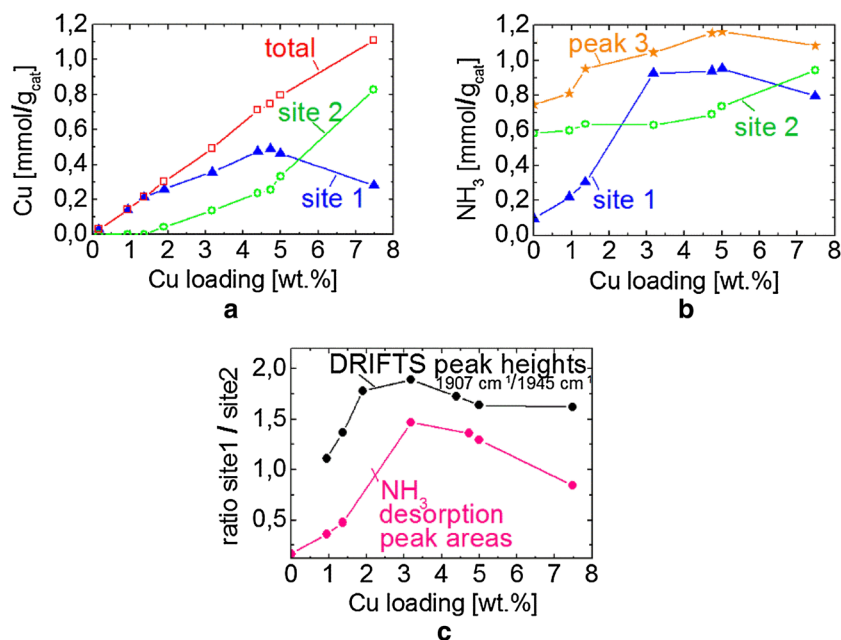 1,2
1,0
0,8
0,6
0,4
0,2
0,0
Cu [mmol/gcat]
total
site 2
site 1
0 1 2 3 4 5 6 7 8
Cu loading [wt.%]
a
1,2
1,0
0,8
0,6
0,4
0,2
0,0
NH3 [mmol/gcat]
peak 3
site 2
site 1
0 1 2 3 4 5 6 7 8
Cu loading [wt.%]
b
2,0
1,5
1,0
0,5
ratio site1 / site2
DRIFTS peak heights
1907 cm-1/1945 cm-1
NH3
desorption
peak areas
0 1 2 3 4 5 6 7 8
Cu loading [wt.%]
c